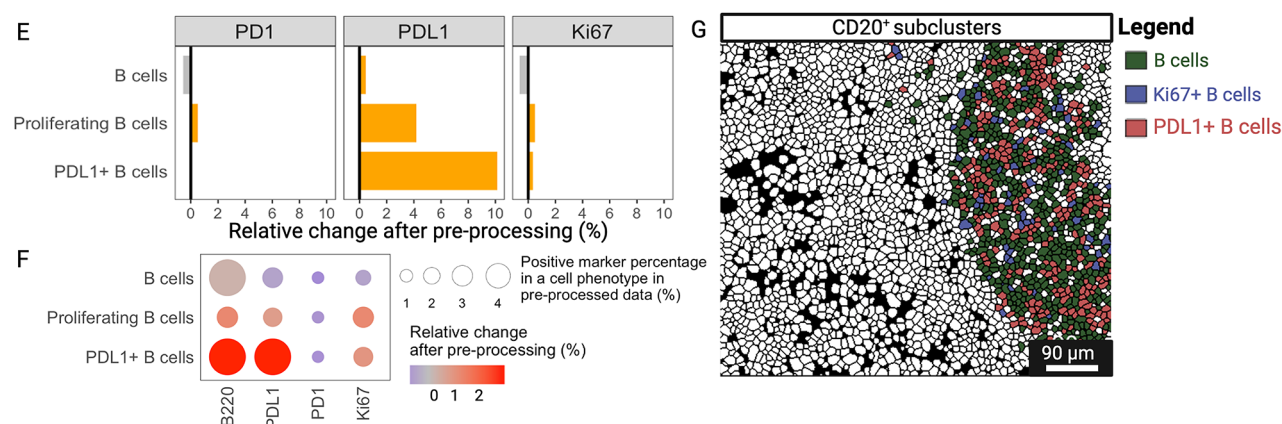 E
PD1
PDL1
Ki67
B cells
Proliferating B cells
PDL1+ B cells
0 2 4 6 8 10
0 2 4 6 8 10
0 2 4 6 8 10
Relative change after pre-processing (%)
F
B cells
Proliferating B cells
PDL1+ B cells
B220
PDL1
PD1
Ki67
1 2 3 4
Positive marker percentage
in a cell phenotype in
pre-processed data (%)
Relative change
after pre-processing (%)
0 1 2
G
CD20⁺ subclusters
90 µm
Legend
B cells
Ki67+ B cells
PDL1+ B cells